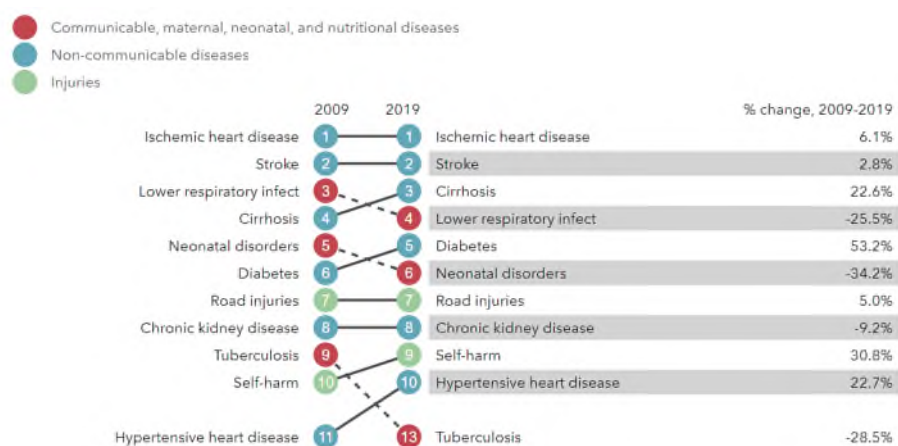 Communicable, maternal, neonatal, and nutritional diseases
Non-communicable diseases
Injuries
2009 2019 % change, 2009-2019
Ischemic heart disease 1 1 Ischemic heart disease 6.1%
Stroke 2 2 Stroke 2.8%
Lower respiratory infect 3 3 Cirrhosis 22.6%
Cirrhosis 4 4 Lower respiratory infect -25.5%
Neonatal disorders 5 5 Diabetes 53.2%
Diabetes 6 6 Neonatal disorders -34.2%
Road injuries 7 7 Road injuries 5.0%
Chronic kidney disease 8 8 Chronic kidney disease -9.2%
Tuberculosis 9 9 Self-harm 30.8%
Self-harm 10 10 Hypertensive heart disease 22.7%
Hypertensive heart disease 11 13 Tuberculosis -28.5%